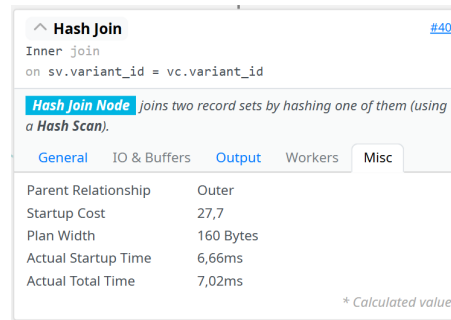 Hash Join
#40
Inner join
on sv.variant_id = vc.variant_id
Hash Join Node joins two record sets by hashing one of them (using
a Hash Scan).
General IO & Buffers Output Workers Misc
Parent Relationship Outer
Startup Cost 27,7
Plan Width 160 Bytes
Actual Startup Time 6,66ms
Actual Total Time 7,02ms
* Calculated value